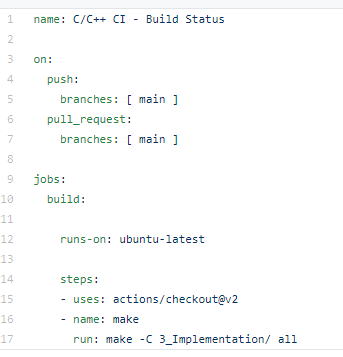 1 name: C/C++ CI - Build Status
2
3 on:
4   push:
5     branches: [ main ]
6   pull_request:
7     branches: [ main ]
8
9 jobs:
10   build:
11
12     runs-on: ubuntu-latest
13
14     steps:
15     - uses: actions/checkout@v2
16     - name: make
17       run: make -C 3_Implementation/ all